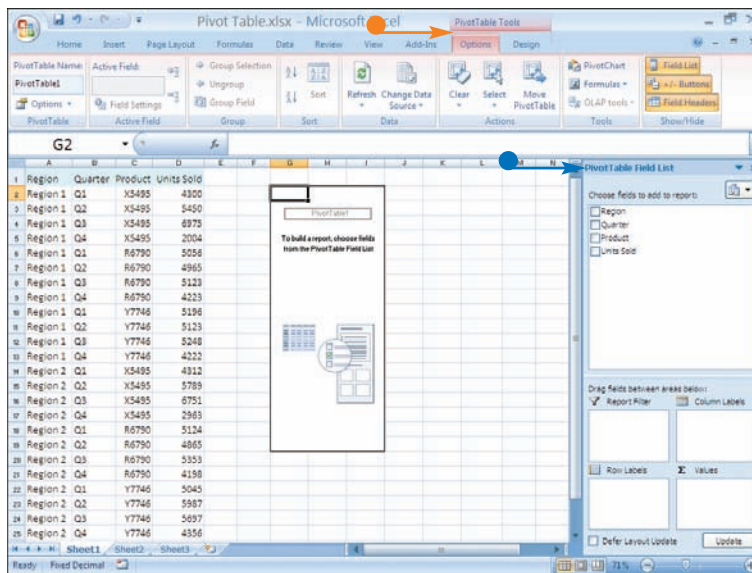 Pivot Table.xlsx - Microsoft Excel
PivotTable Tools
Home Insert Page Layout Formulas Data Review View Add-Ins Options Design
PivotTable Name:
PivotTable1
Options
PivotTable
Active Field:
Field Settings
Active Field
Group Selection
Ungroup
Group Field
Group
Sort
Sort
Refresh
Change Data Source
Data
Clear
Select
Move PivotTable
Actions
PivotChart
Formulas
OLAP tools
Tools
Field List
+/- Buttons
Field Headers
Show/Hide
G2
fx
A B C D E F G H I J K L M N
1 Region Quarter Product Units Sold
2 Region 1 Q1 X5495 4300
3 Region 1 Q2 X5495 5450
4 Region 1 Q3 X5495 6975
5 Region 1 Q4 X5495 2004
6 Region 1 Q1 R6790 5056
7 Region 1 Q2 R6790 4965
8 Region 1 Q3 R6790 5123
9 Region 1 Q4 R6790 4223
10 Region 1 Q1 Y7746 5196
11 Region 1 Q2 Y7746 5123
12 Region 1 Q3 Y7746 5248
13 Region 1 Q4 Y7746 4222
14 Region 2 Q1 X5495 4312
15 Region 2 Q2 X5495 5789
16 Region 2 Q3 X5495 6751
17 Region 2 Q4 X5495 2963
18 Region 2 Q1 R6790 5124
19 Region 2 Q2 R6790 4865
20 Region 2 Q3 R6790 5353
21 Region 2 Q4 R6790 4198
22 Region 2 Q1 Y7746 5045
23 Region 2 Q2 Y7746 5987
24 Region 2 Q3 Y7746 5697
25 Region 2 Q4 Y7746 4356
PivotTable1
To build a report, choose fields
from the PivotTable Field List
PivotTable Field List
Choose fields to add to report:
Region
Quarter
Product
Units Sold
Drag fields between areas below:
Report Filter
Column Labels
Row Labels
Σ Values
Defer Layout Update
Update
Sheet1 Sheet2 Sheet3
Ready Fixed Decimal
71%